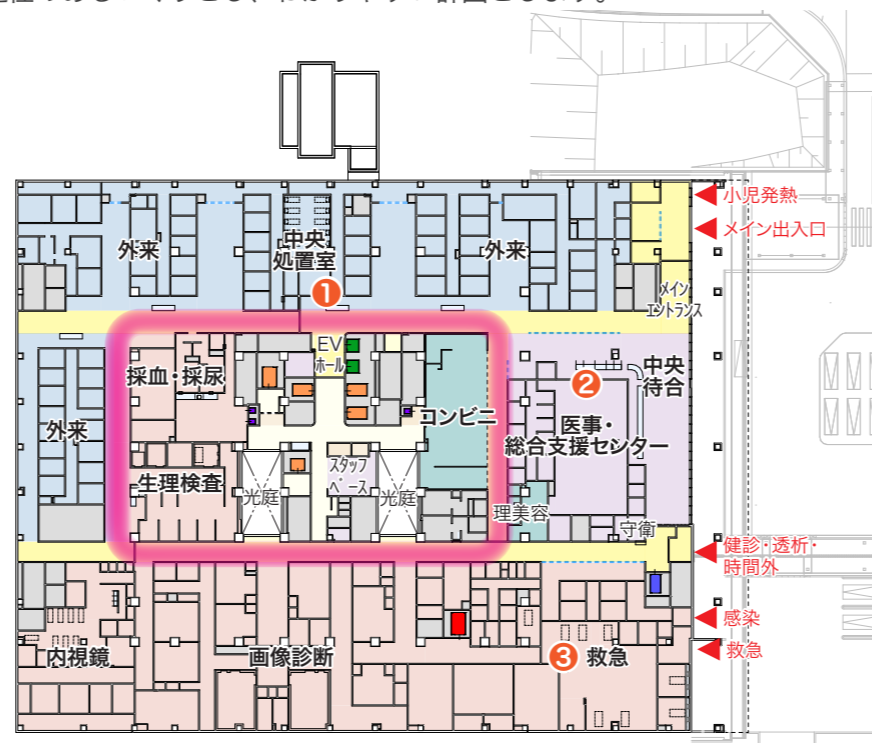 小児発熱
メイン出入口
外来
中央
処置室
外来
❶
メイン
エントランス
EV
ホール
採血・採尿
中央
待合
❷
コンビニ
医事・
総合支援センター
外来
スタッフ
ベース
生理検査
光庭
光庭
理美容
守衛
健診・透析・
時間外
感染
内視鏡
画像診断
❸
救急
救急